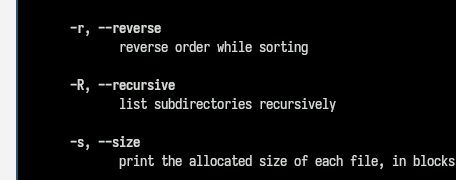 -r, --reverse
reverse order while sorting
-R, --recursive
list subdirectories recursively
-s, --size
print the allocated size of each file, in blocks